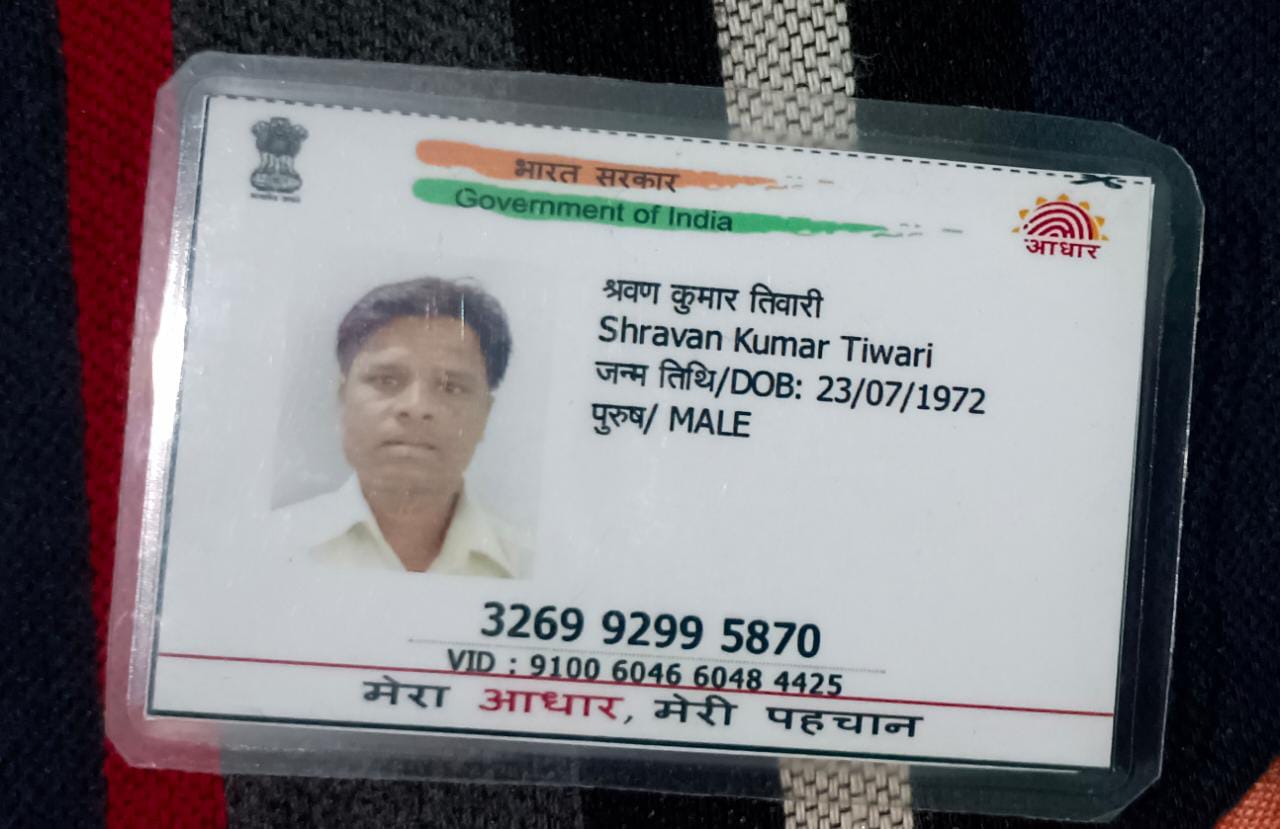 भारत सरकार
Government of India
आधार
श्रवण कुमार तिवारी
Shravan Kumar Tiwari
जन्म तिथि/DOB: 23/07/1972
पुरुष/ MALE
3269 9299 5870
VID : 9100 6046 6048 4425
मेरा आधार, मेरी पहचान